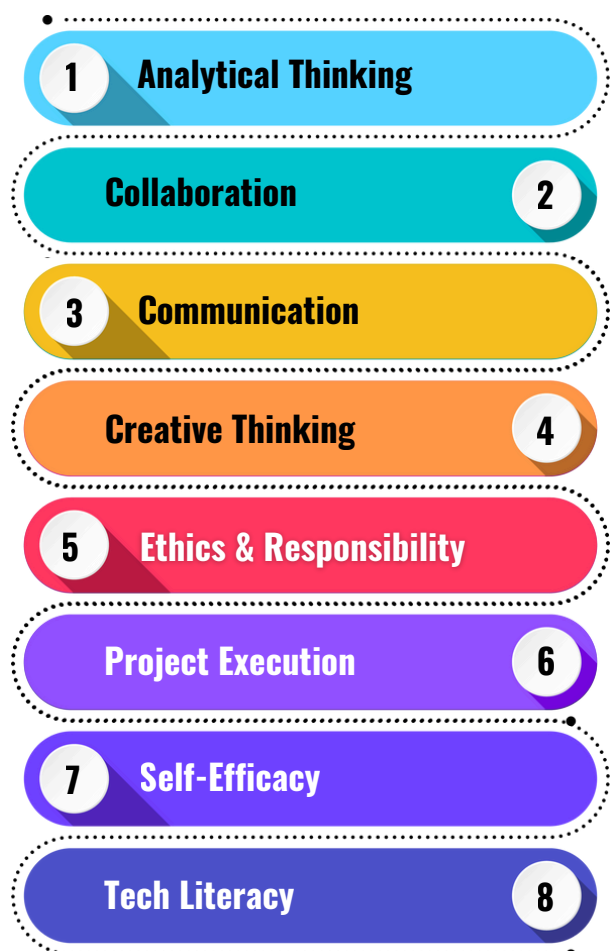 1 Analytical Thinking
Collaboration 2
3 Communication
Creative Thinking 4
5 Ethics & Responsibility
Project Execution 6
7 Self-Efficacy
Tech Literacy 8